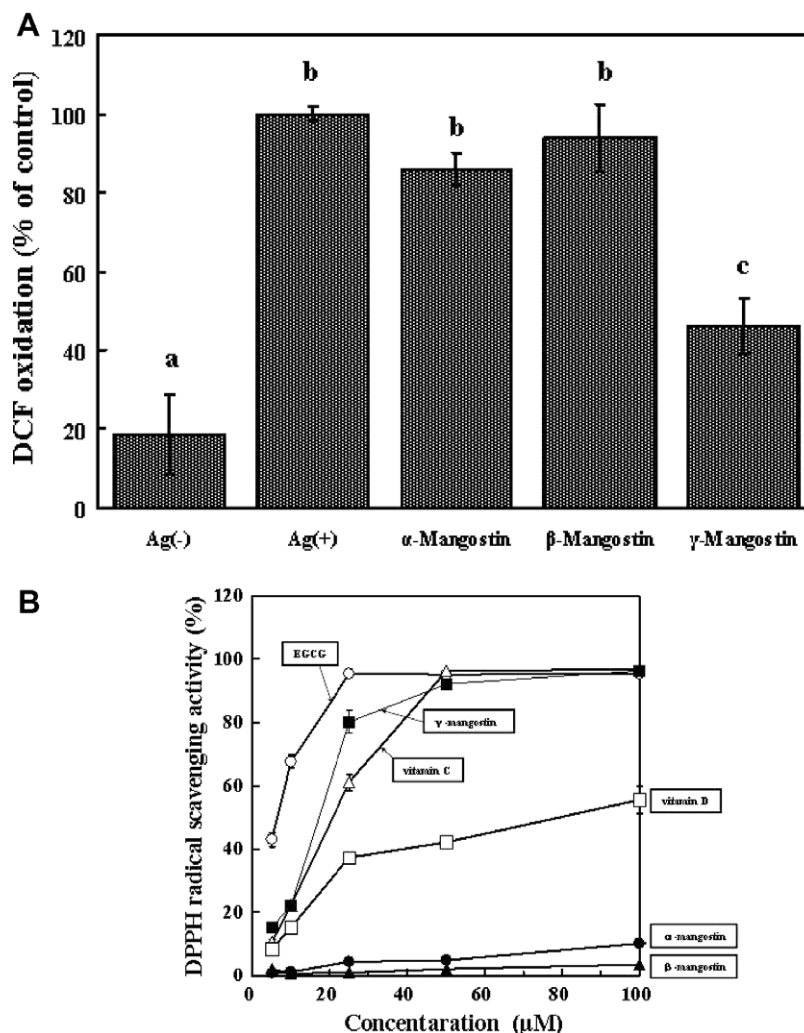 A
DCF oxidation (% of control)
120
100
80
60
40
20
0
a
b
b
b
c
Ag(-) Ag(+) α-Mangostin β-Mangostin γ-Mangostin
B
DPPH radical scavenging activity (%)
120
100
80
60
40
20
0
EGCG
γ-mangostin
vitamin C
vitamin D
α-mangostin
β-mangostin
0 20 40 60 80 100
Concentaration (μM)